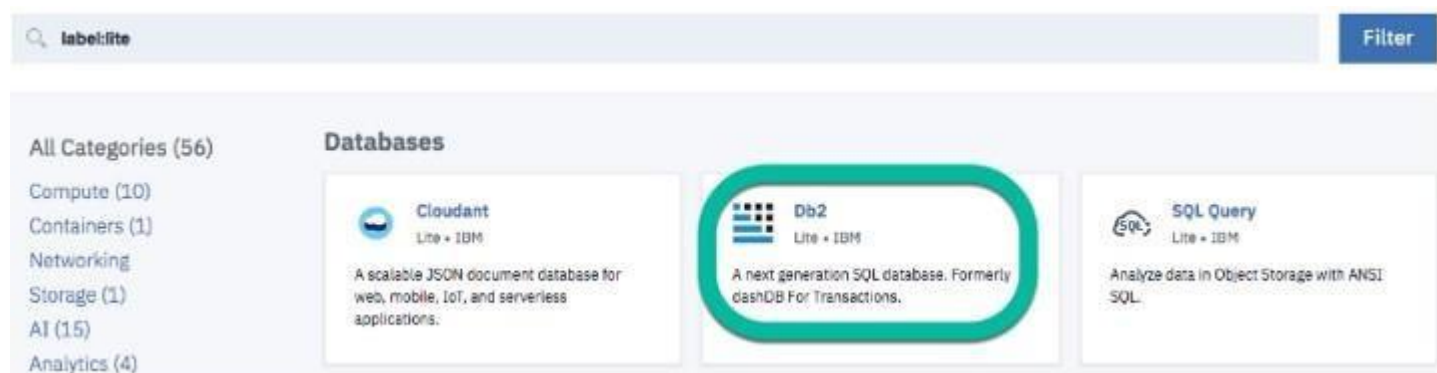 label:lite
Filter
All Categories (56)
Compute (10)
Containers (1)
Networking
Storage (1)
AI (15)
Analytics (4)
Databases
Cloudant
Lite • IBM
A scalable JSON document database for
web, mobile, IoT, and serverless
applications.
Db2
Lite • IBM
A next generation SQL database. Formerly
dashDB For Transactions.
SQL
SQL Query
Lite • IBM
Analyze data in Object Storage with ANSI
SQL.